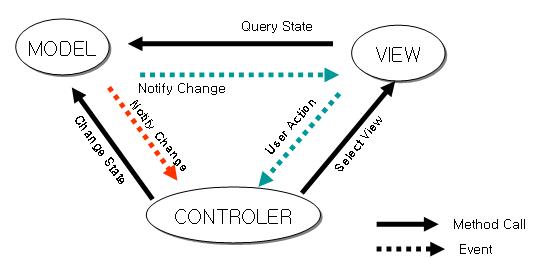 Query State
MODEL
VIEW
Notify Change
Notify Change
User Action
Change State
Select View
CONTROLER
Method Call
Event